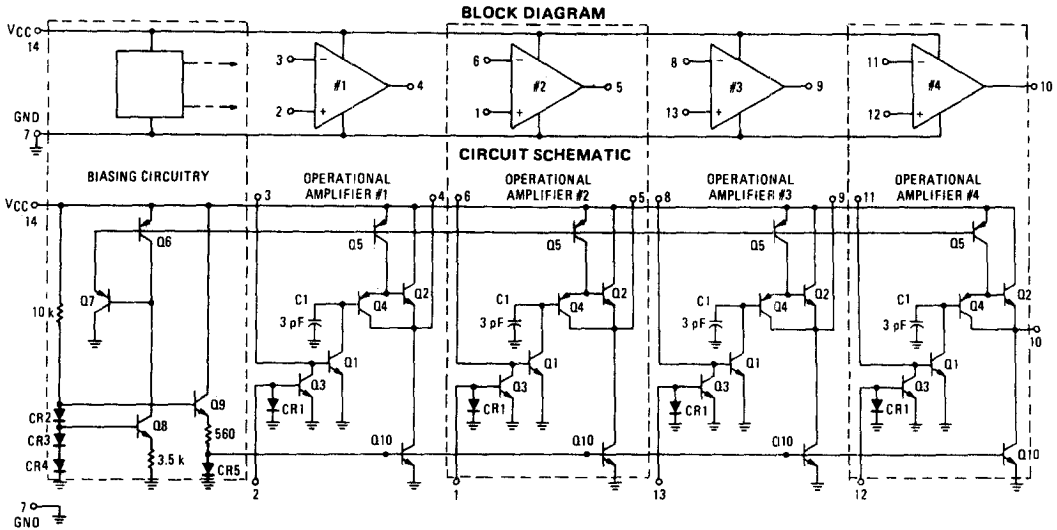 BLOCK DIAGRAM
VCC
14
3
−
#1
4
2
+
6
−
#2
5
1
+
8
−
#3
9
13
+
11
−
#4
10
12
+
GND
7
CIRCUIT SCHEMATIC
BIASING CIRCUITRY
OPERATIONAL
AMPLIFIER #1
OPERATIONAL
AMPLIFIER #2
OPERATIONAL
AMPLIFIER #3
OPERATIONAL
AMPLIFIER #4
VCC
14
3
4
6
5
8
9
11
Q6
Q5
Q5
Q5
Q5
Q7
10 k
C1
3 pF
Q4
Q2
C1
3 pF
Q4
Q2
C1
3 pF
Q4
Q2
C1
3 pF
Q4
Q2
10
Q1
Q3
CR1
Q1
Q3
CR1
Q1
Q3
CR1
Q1
Q3
CR1
CR2
CR3
CR4
Q8
3.5 k
Q9
560
CR5
Q10
Q10
Q10
Q10
2
1
13
12
7
GND